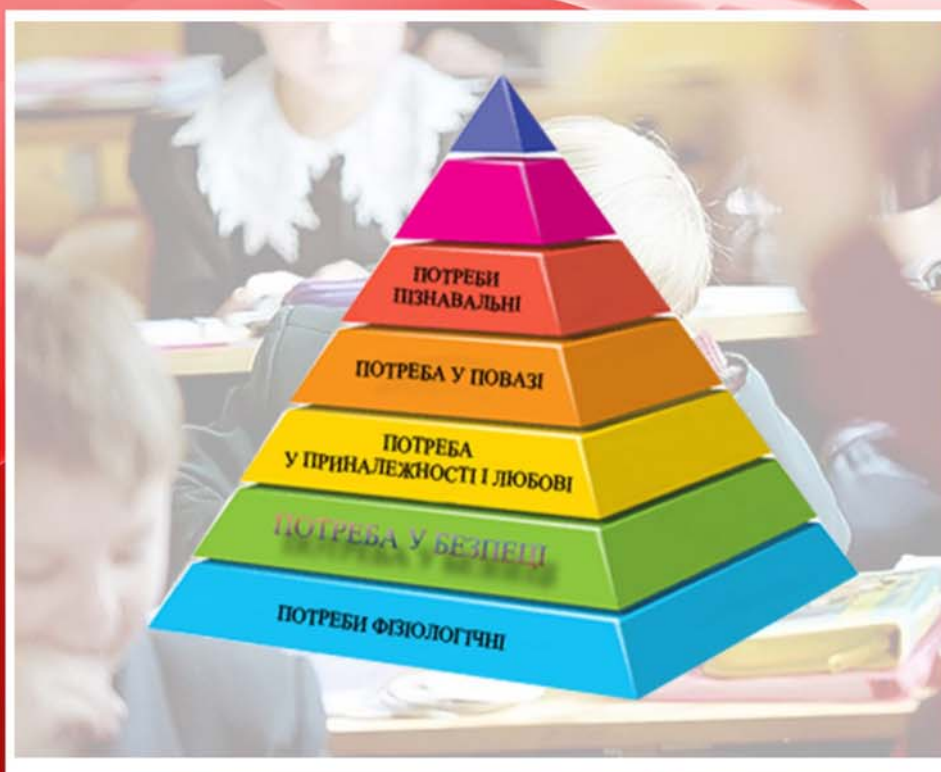 ПОТРЕБИ
ПІЗНАВАЛЬНІ
ПОТРЕБА У ПОВАЗІ
ПОТРЕБА
У ПРИНАЛЕЖНОСТІ І ЛЮБОВІ
ПОТРЕБА У БЕЗПЕЦІ
ПОТРЕБИ ФІЗІОЛОГІЧНІ